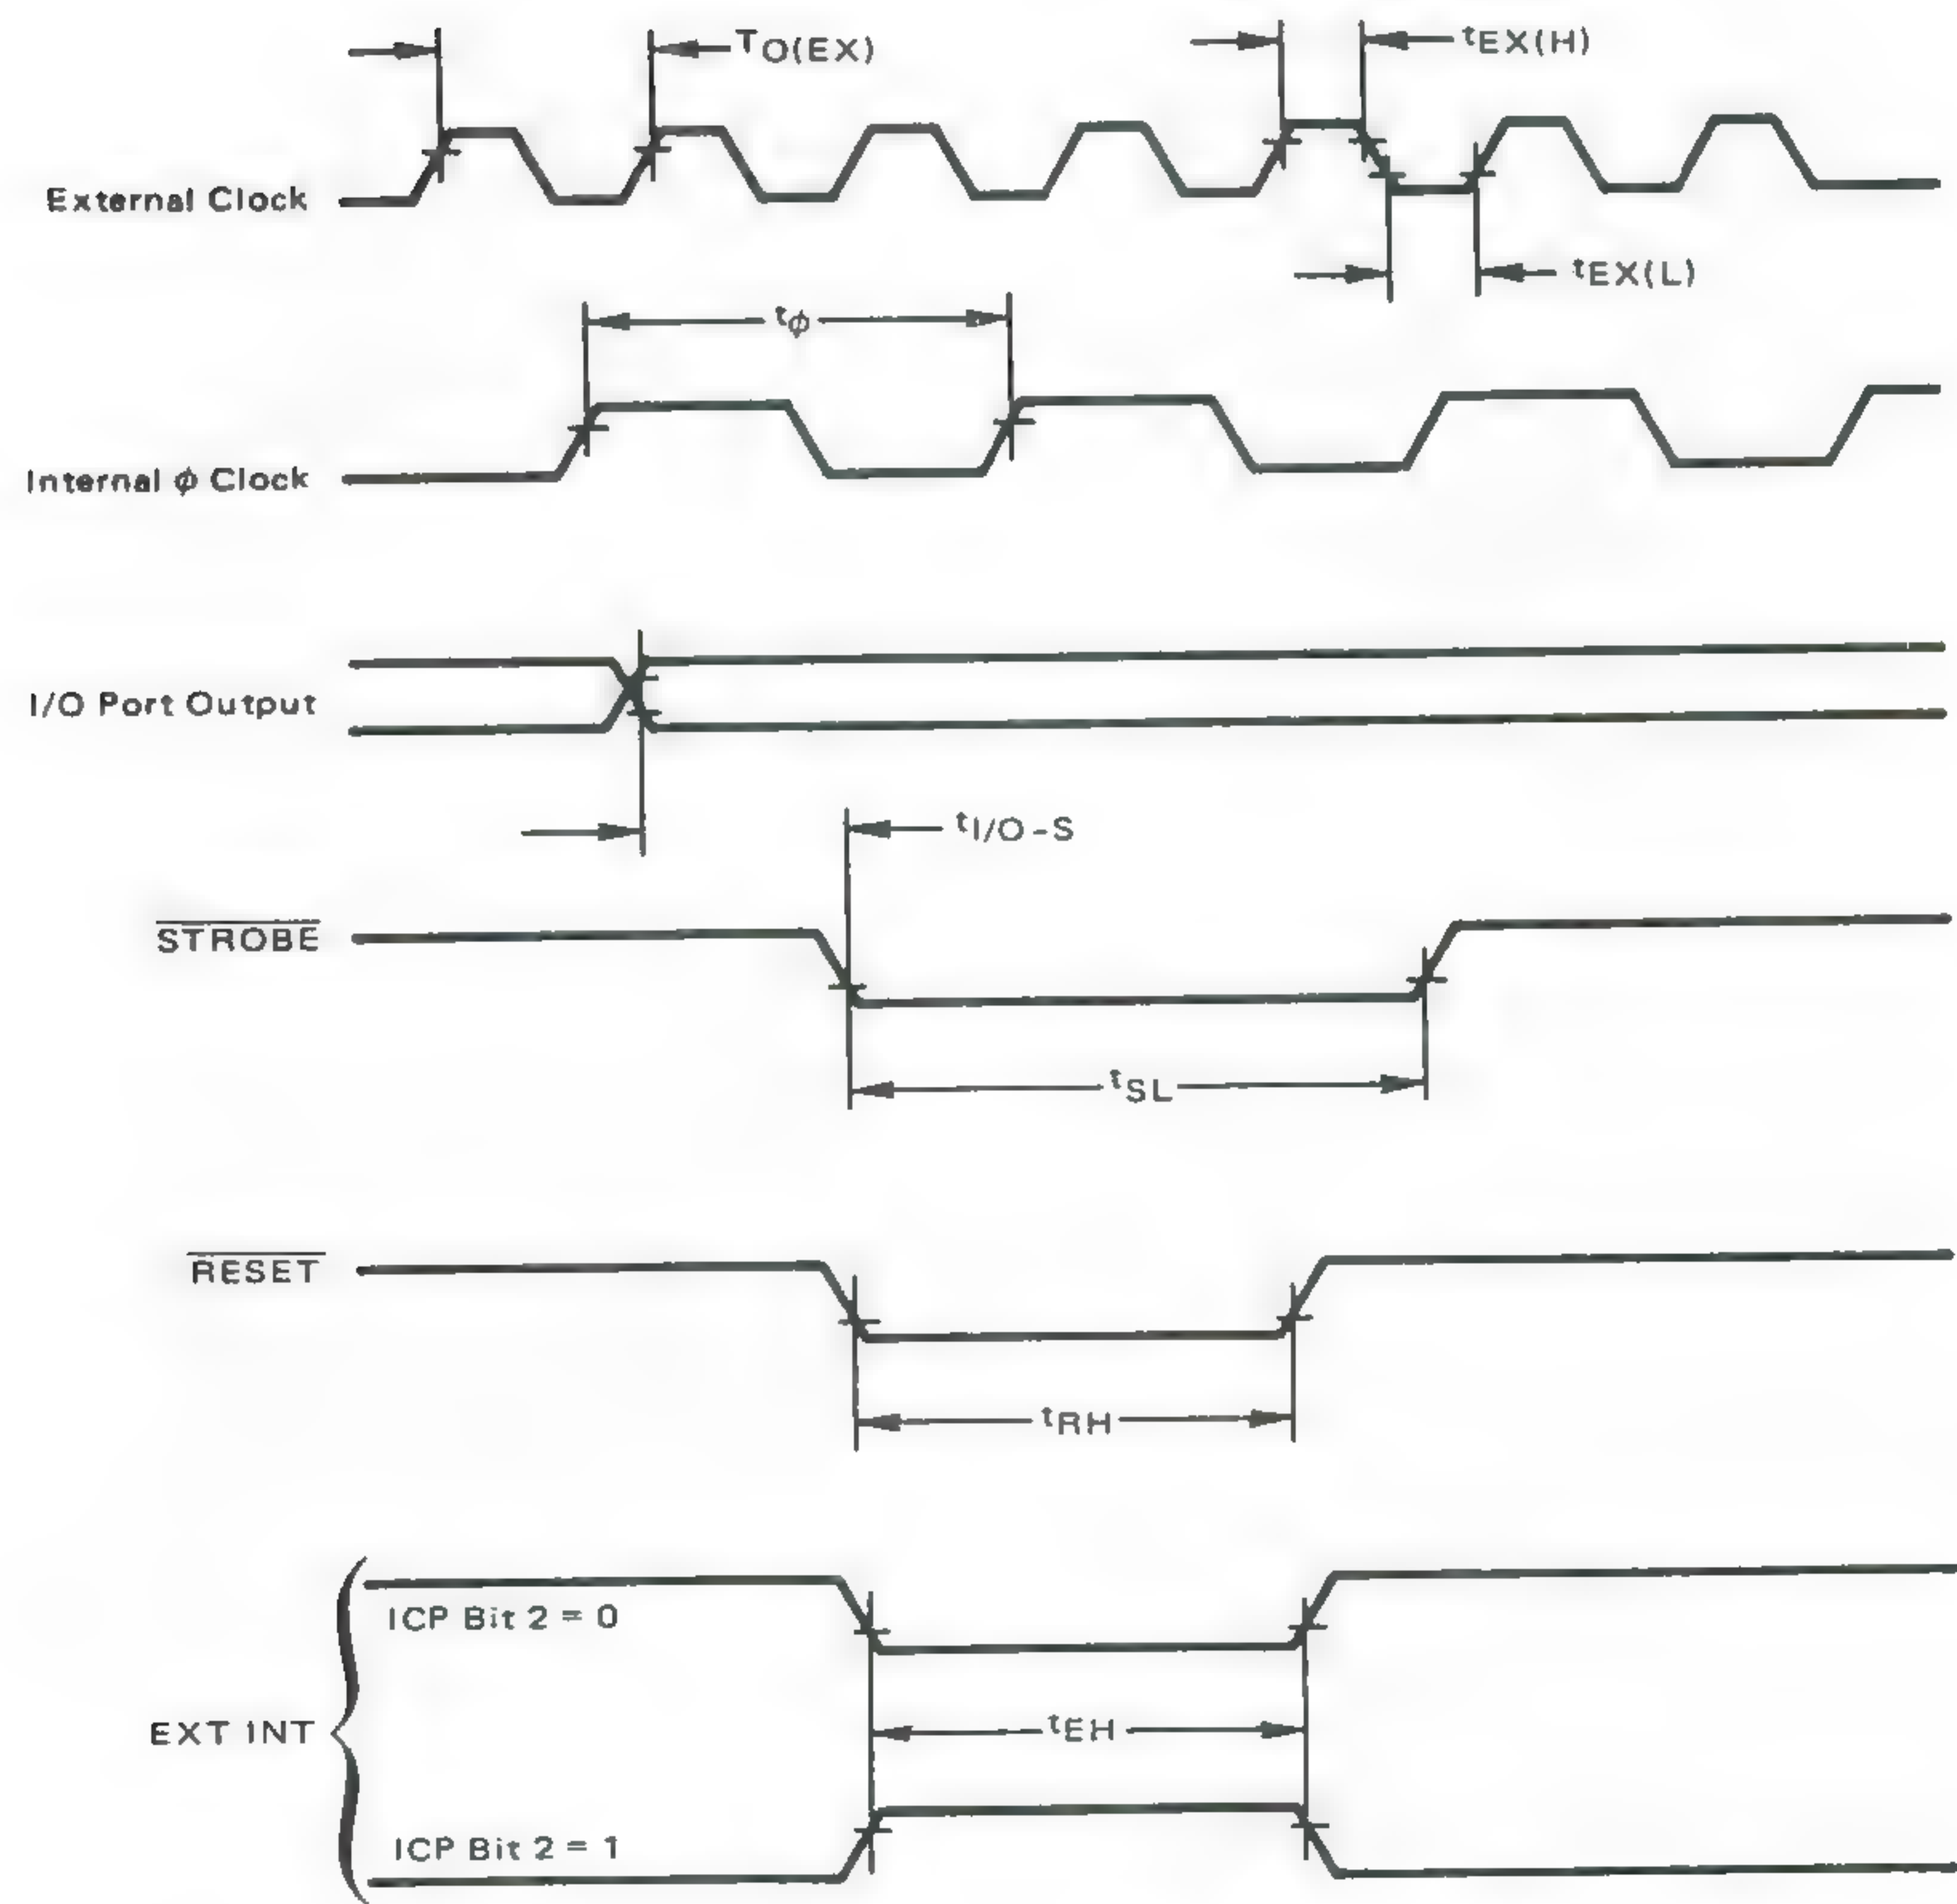 TO(EX)
tEX(H)
External Clock
tEX(L)
tϕ
Internal ϕ Clock
I/O Port Output
tI/O-S
STROBE
tSL
RESET
tRH
ICP Bit 2 = 0
EXT INT
tEH
ICP Bit 2 = 1